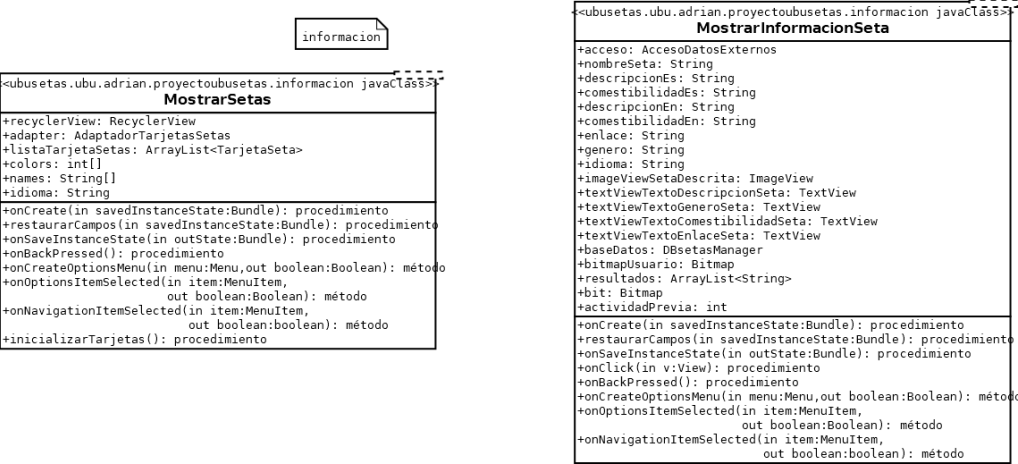 informacion
<<ubusetas.ubu.adrian.proyectoubusetas.informacion javaClass>>
MostrarSetas
+recyclerView: RecyclerView
+adapter: AdaptadorTarjetasSetas
+listaTarjetaSetas: ArrayList<TarjetaSeta>
+colors: int[]
+names: String[]
+idioma: String
+onCreate(in savedInstanceState:Bundle): procedimiento
+restaurarCampos(in savedInstanceState:Bundle): procedimiento
+onSaveInstanceState(in outState:Bundle): procedimiento
+onBackPressed(): procedimiento
+onCreateOptionsMenu(in menu:Menu,out boolean:Boolean): método
+onOptionsItemSelected(in item:MenuItem,
out boolean:Boolean): método
+onNavigationItemSelected(in item:MenuItem,
out boolean:boolean): método
+inicializarTarjetas(): procedimiento
<<ubusetas.ubu.adrian.proyectoubusetas.informacion javaClass>>
MostrarInformacionSeta
+acceso: AccesoDatosExternos
+nombreSeta: String
+descripcionEs: String
+comestibilidadEs: String
+descripcionEn: String
+comestibilidadEn: String
+enlace: String
+genero: String
+idioma: String
+imageViewSetaDescrita: ImageView
+textViewTextoDescripcionSeta: TextView
+textViewTextoGeneroSeta: TextView
+textViewTextoComestibilidadSeta: TextView
+textViewTextoEnlaceSeta: TextView
+baseDatos: DBsetasManager
+bitmapUsuario: Bitmap
+resultados: ArrayList<String>
+bit: Bitmap
+actividadPrevia: int
+onCreate(in savedInstanceState:Bundle): procedimiento
+restaurarCampos(in savedInstanceState:Bundle): procedimiento
+onSaveInstanceState(in outState:Bundle): procedimiento
+onClick(in v:View): procedimiento
+onBackPressed(): procedimiento
+onCreateOptionsMenu(in menu:Menu,out boolean:Boolean): método
+onOptionsItemSelected(in item:MenuItem,
out boolean:Boolean): método
+onNavigationItemSelected(in item:MenuItem,
out boolean:boolean): método